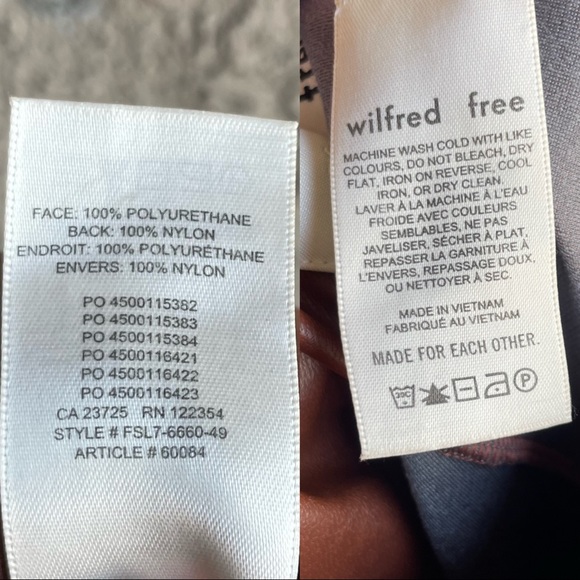 FACE: 100% POLYURETHANE
BACK: 100% NYLON
ENDROIT: 100% POLYURÉTHANE
ENVERS: 100% NYLON
PO 4500115382
PO 4500115383
PO 4500115384
PO 4500116421
PO 4500116422
PO 4500116423
CA 23725 RN 122354
STYLE # FSL7-6660-49
ARTICLE # 60084
wilfred free
MACHINE WASH COLD WITH LIKE
COLOURS, DO NOT BLEACH, DRY
FLAT, IRON ON REVERSE, COOL
IRON, OR DRY CLEAN.
LAVER À LA MACHINE À L'EAU
FROIDE AVEC COULEURS
SEMBLABLES, NE PAS
JAVELISER, SÉCHER À PLAT,
REPASSER LA GARNITURE À
L'ENVERS, REPASSAGE DOUX,
OU NETTOYER À SEC.
MADE IN VIETNAM
FABRIQUÉ AU VIETNAM
MADE FOR EACH OTHER.
30C
P